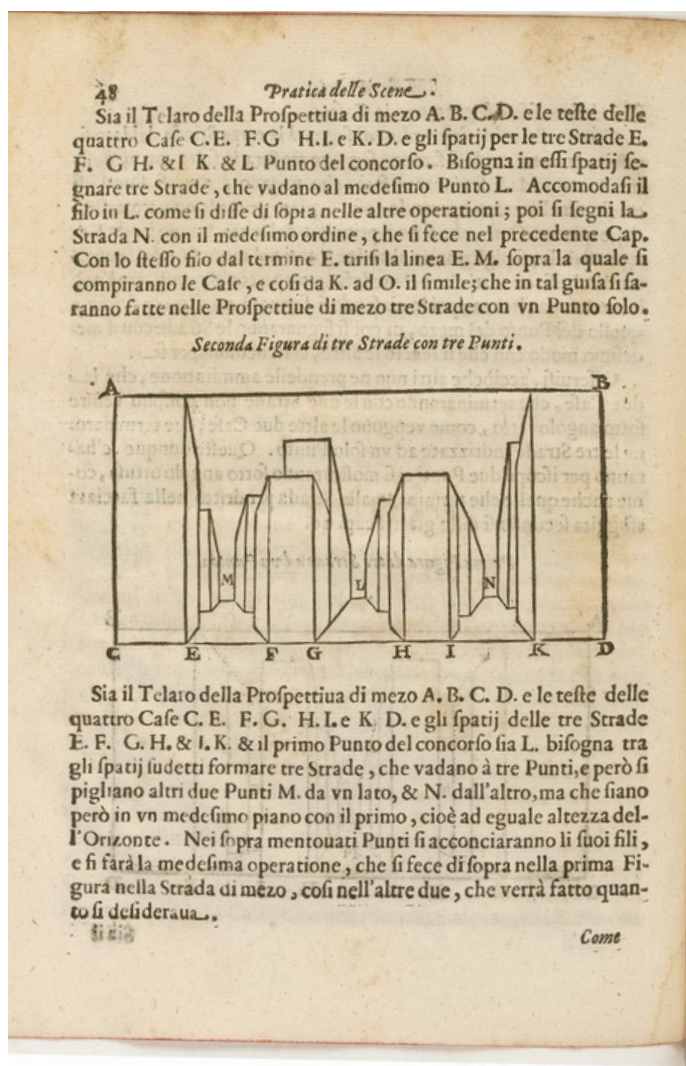 48 Pratica delle Scene.
Sia il Telaro della Proſpettiua di mezo A. B. C. D. e le teſte delle
quattro Caſe C. E. F. G H. I. e K. D. e gli ſpatij per le tre Strade E.
F. G H. & I K & L Punto del concorſo. Biſogna in eſſi ſpatij ſe-
gnare tre Strade, che vadano al medeſimo Punto L. Accomodaſi il
filo in L. come ſi diſſe di ſopra nelle altre operationi; poi ſi ſegni la
Strada N. con il medeſimo ordine, che ſi fece nel precedente Cap.
Con lo ſteſſo filo dal termine E. tiriſi la linea E. M. ſopra la quale ſi
compiranno le Caſe, e coſi da K. ad O. il ſimile; che in tal guiſa ſi ſa-
ranno fatte nelle Proſpettiue di mezo tre Strade con vn Punto ſolo.
Seconda Figura di tre Strade con tre Punti.
A B
M L N
C E F G H I K D
Sia il Telaro della Proſpettiua di mezo A. B. C. D. e le teſte delle
quattro Caſe C. E. F. G. H. I. e K. D. e gli ſpatij delle tre Strade
E. F. G. H. & I. K. & il primo Punto del concorſo ſia L. biſogna tra
gli ſpatij ſudetti formare tre Strade, che vadano à tre Punti, e però ſi
pigliano altri due Punti M. da vn lato, & N. dall'altro, ma che ſiano
però in vn medeſimo piano con il primo, cioè ad eguale altezza del-
l'Orizonte. Nei ſopra mentouati Punti ſi acconciaranno li ſuoi fili,
e ſi farà la medeſima operatione, che ſi fece di ſopra nella prima Fi-
gura nella Strada di mezo, coſi nell'altre due, che verrà fatto quan-
to ſi deſideraua.
Come